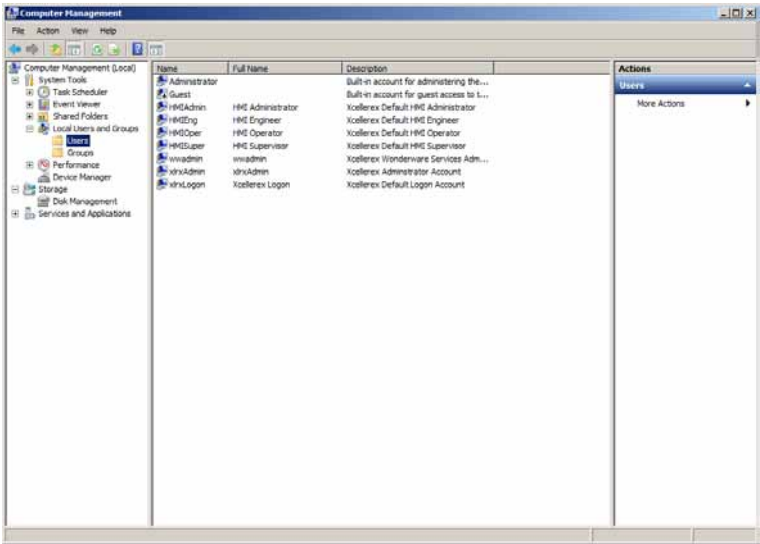 Computer Management
File Action View Help
Computer Management (Local)
System Tools
Task Scheduler
Event Viewer
Shared Folders
Local Users and Groups
Users
Groups
Performance
Device Manager
Storage
Disk Management
Services and Applications
Name Full Name Description
Administrator Built-in account for administering the...
Guest Built-in account for guest access to t...
HMIAdmin HMI Administrator Xcellerex Default HMI Administrator
HMIEng HMI Engineer Xcellerex Default HMI Engineer
HMIOper HMI Operator Xcellerex Default HMI Operator
HMISuper HMI Supervisor Xcellerex Default HMI Supervisor
wwadmin wwadmin Xcellerex Wonderware Services Adm...
xlrxAdmin xlrxAdmin Xcellerex Adminstrator Account
xlrxLogon Xcellerex Logon Xcellerex Default Logon Account
Actions
Users
More Actions